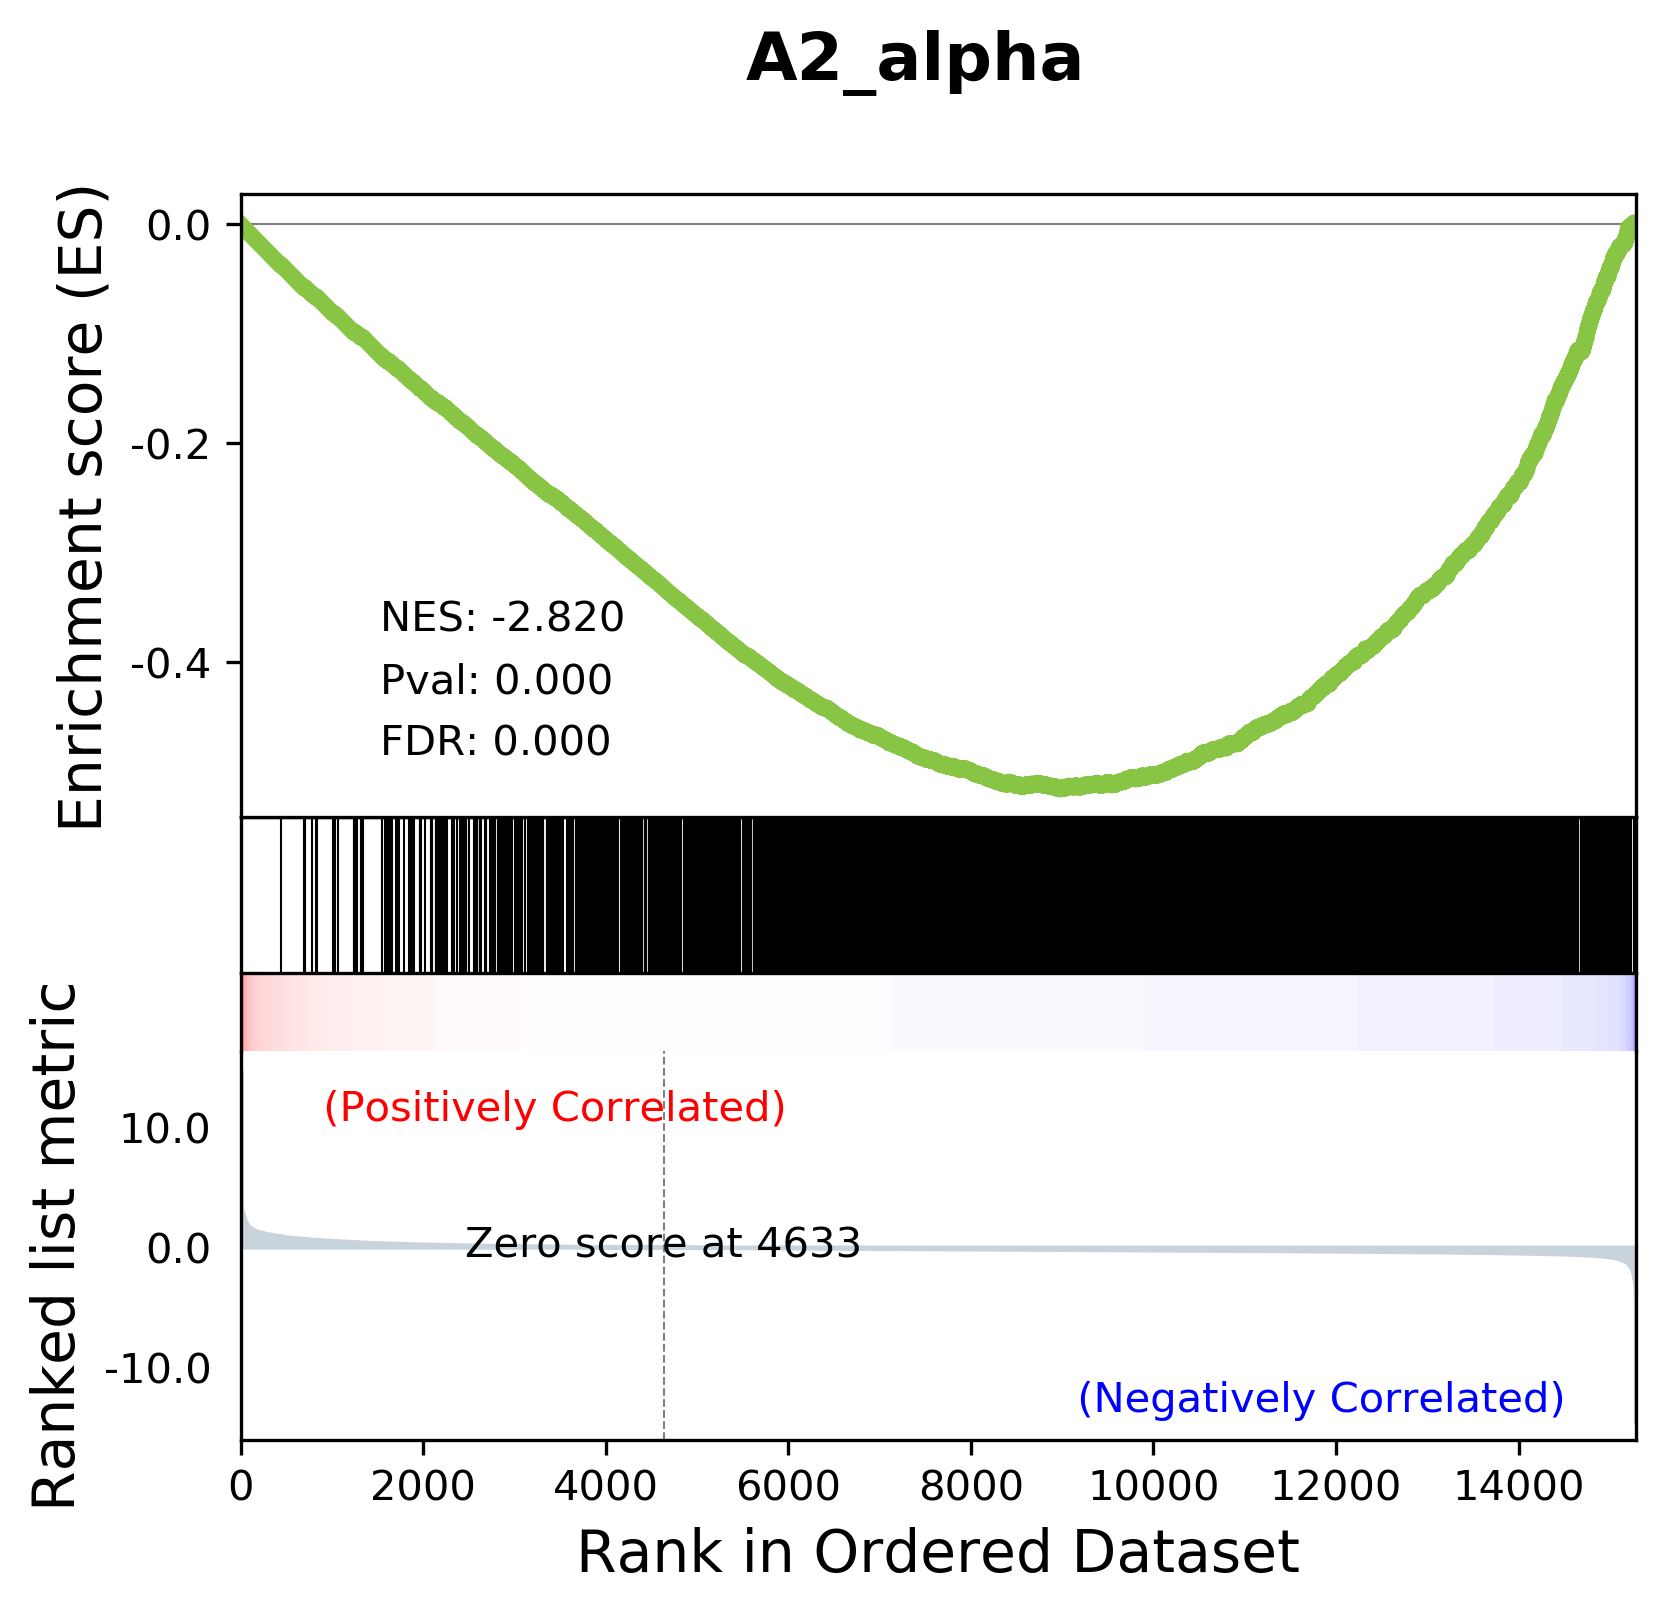 A2_alpha
Enrichment score (ES)
0.0
-0.2
-0.4
NES: -2.820
Pval: 0.000
FDR: 0.000
Ranked list metric
10.0
0.0
-10.0
(Positively Correlated)
Zero score at 4633
(Negatively Correlated)
0 2000 4000 6000 8000 10000 12000 14000
Rank in Ordered Dataset